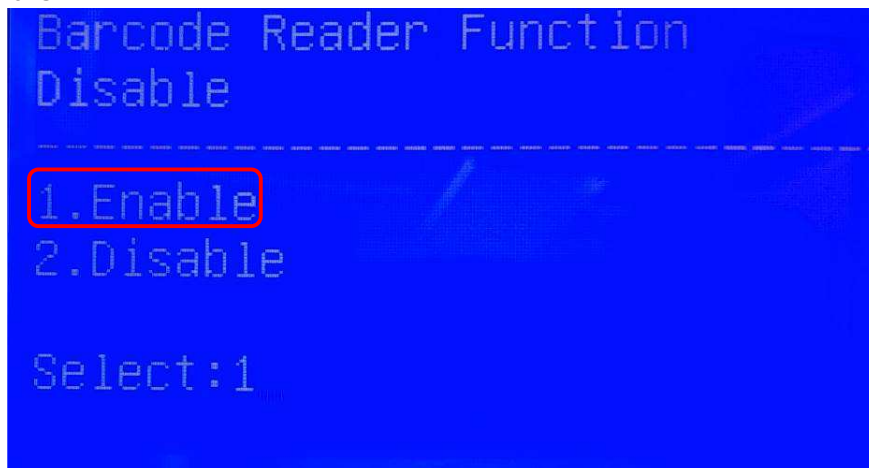 Barcode Reader Function
Disable
--------------------------------
1.Enable
2.Disable
Select:1